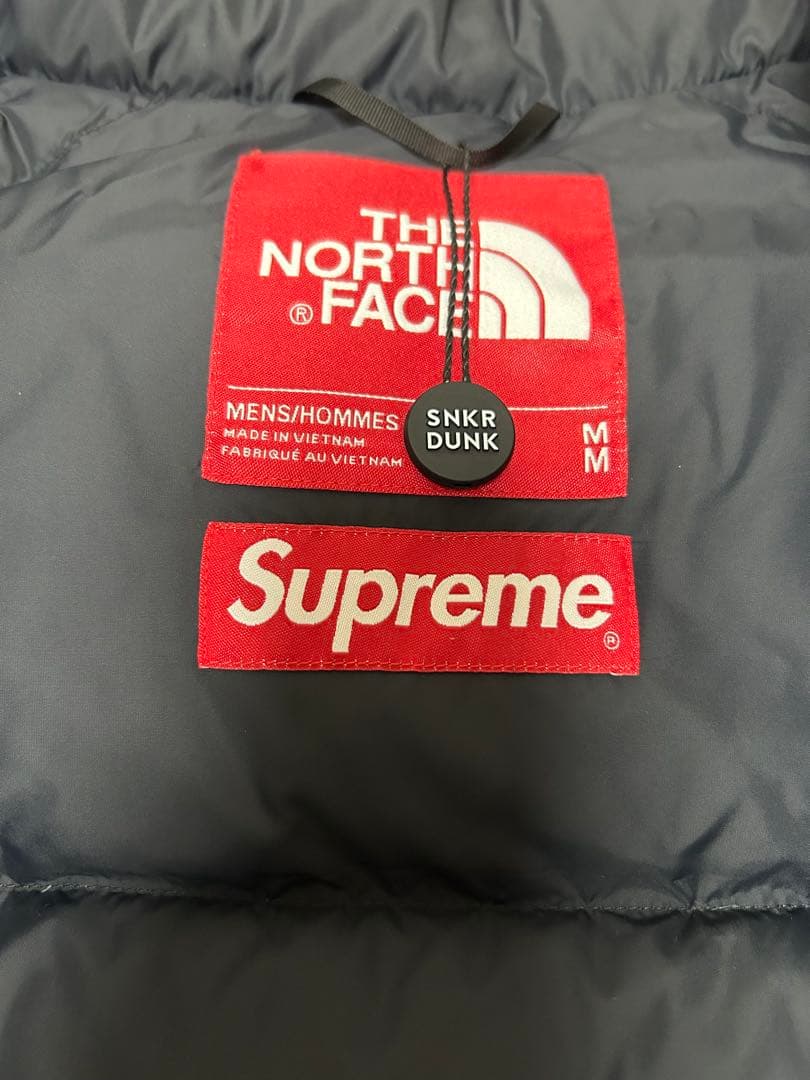 THE
NORTH
® FACE
MENS/HOMMES
MADE IN VIETNAM
FABRIQUÉ AU VIETNAM
SNKR
DUNK
M
M
Supreme®